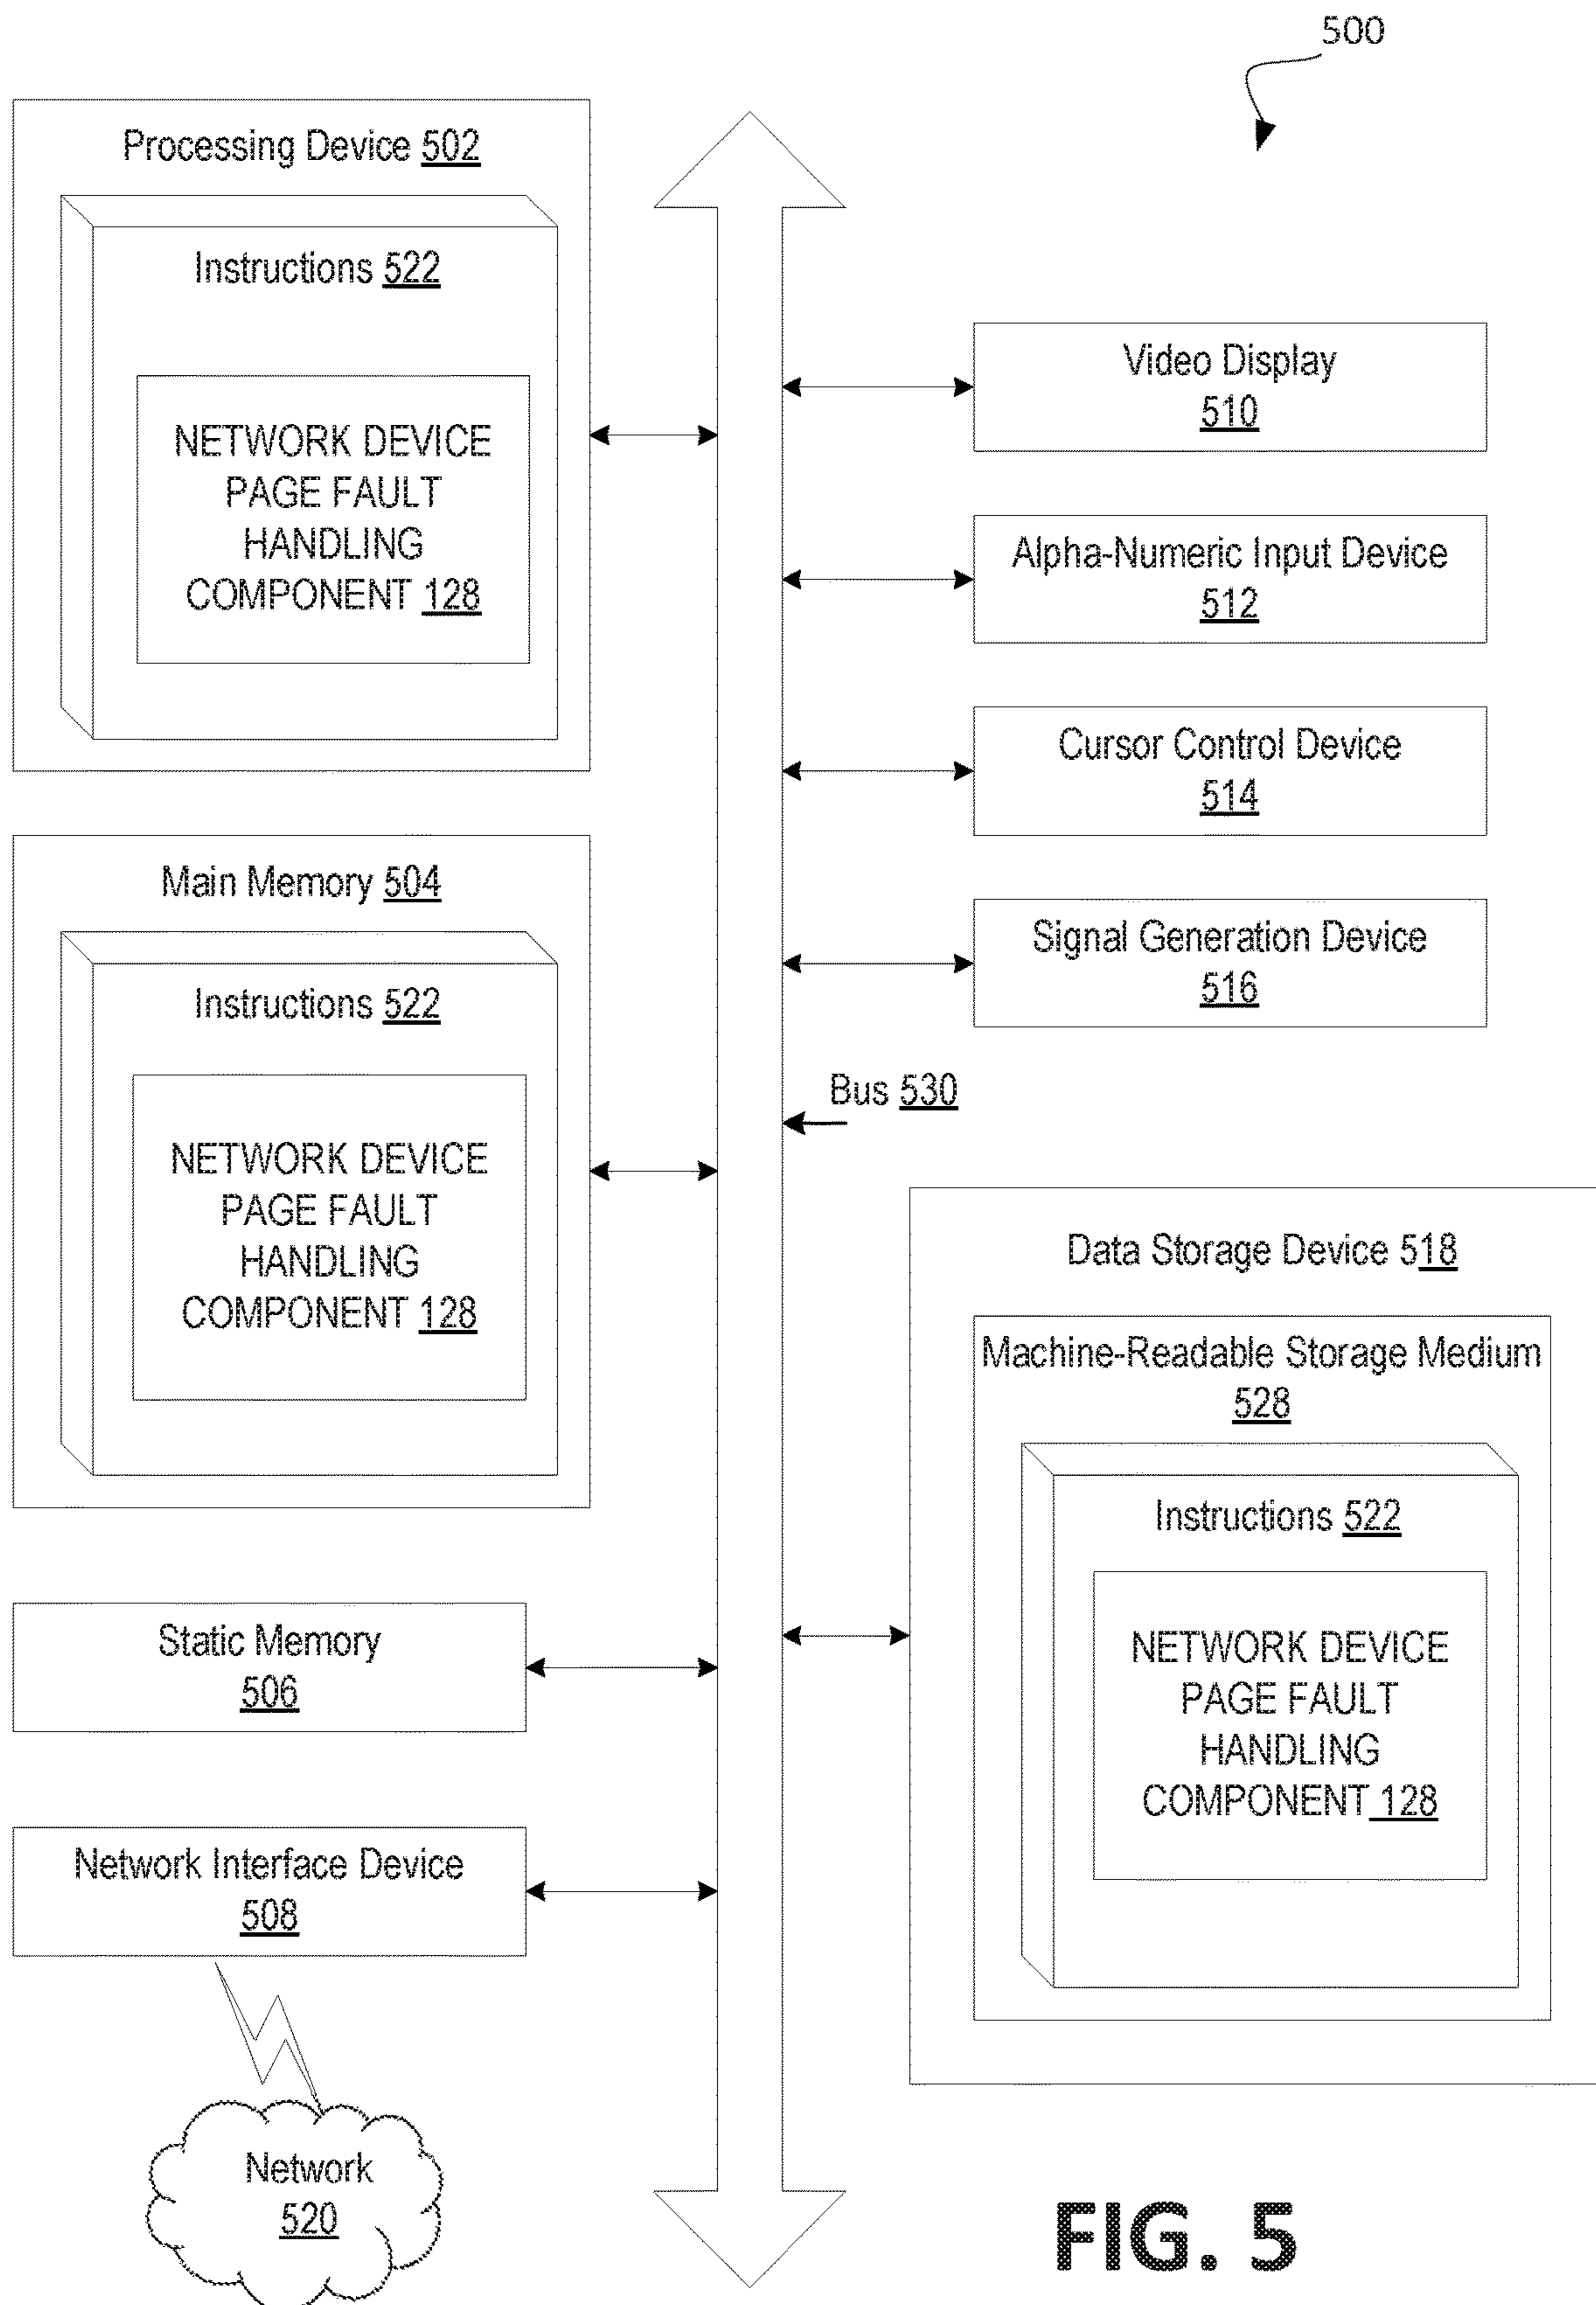 500
Processing Device 502
Instructions 522
NETWORK DEVICE
PAGE FAULT
HANDLING
COMPONENT 128
Main Memory 504
Instructions 522
NETWORK DEVICE
PAGE FAULT
HANDLING
COMPONENT 128
Static Memory
506
Network Interface Device
508
Network
520
Video Display
510
Alpha-Numeric Input Device
512
Cursor Control Device
514
Signal Generation Device
516
Bus 530
Data Storage Device 518
Machine-Readable Storage Medium
528
Instructions 522
NETWORK DEVICE
PAGE FAULT
HANDLING
COMPONENT 128
FIG. 5